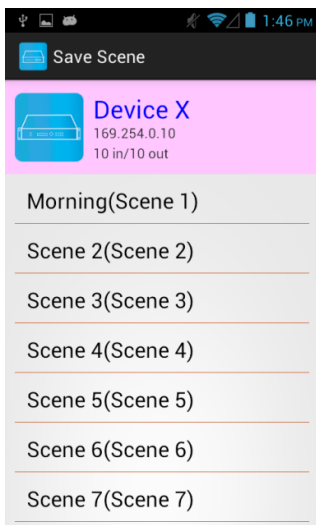 1:46 PM
Save Scene
Device X
169.254.0.10
10 in/10 out
Morning(Scene 1)
Scene 2(Scene 2)
Scene 3(Scene 3)
Scene 4(Scene 4)
Scene 5(Scene 5)
Scene 6(Scene 6)
Scene 7(Scene 7)